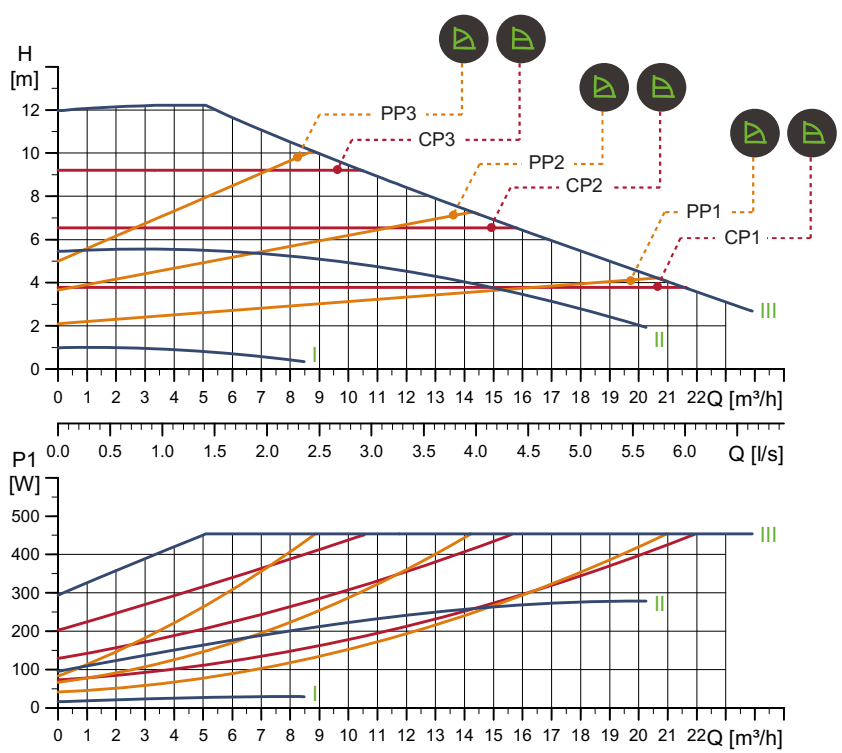 H
[m]
PP3
CP3
PP2
CP2
PP1
CP1
12
10
8
6
4
2
0
I
II
III
0 1 2 3 4 5 6 7 8 9 10 11 12 13 14 15 16 17 18 19 20 21 22 Q [m³/h]
0.0 0.5 1.0 1.5 2.0 2.5 3.0 3.5 4.0 4.5 5.0 5.5 6.0 Q [l/s]
P1
[W]
500
400
300
200
100
0
III
II
I
0 1 2 3 4 5 6 7 8 9 10 11 12 13 14 15 16 17 18 19 20 21 22 Q [m³/h]